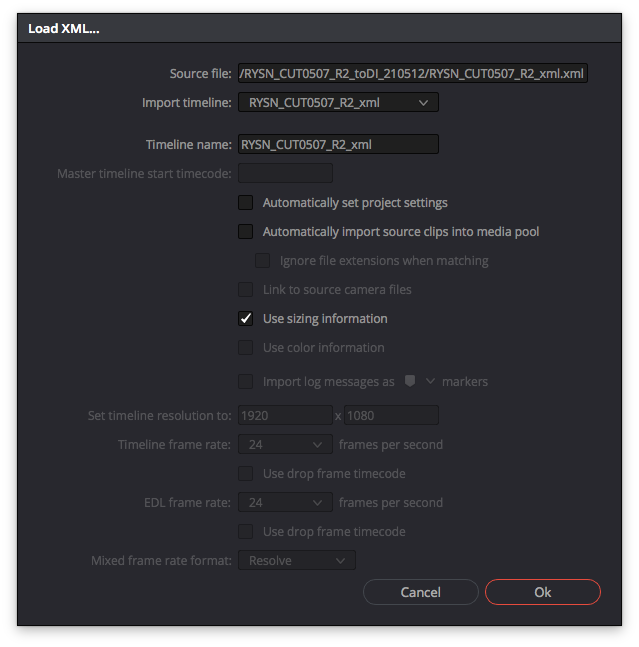 Load XML...
Source file: /RYSN_CUT0507_R2_toDI_210512/RYSN_CUT0507_R2_xml.xml
Import timeline: RYSN_CUT0507_R2_xml
Timeline name: RYSN_CUT0507_R2_xml
Master timeline start timecode:
Automatically set project settings
Automatically import source clips into media pool
Ignore file extensions when matching
Link to source camera files
Use sizing information
Use color information
Import log messages as markers
Set timeline resolution to: 1920 x 1080
Timeline frame rate: 24 frames per second
Use drop frame timecode
EDL frame rate: 24 frames per second
Use drop frame timecode
Mixed frame rate format: Resolve
Cancel Ok